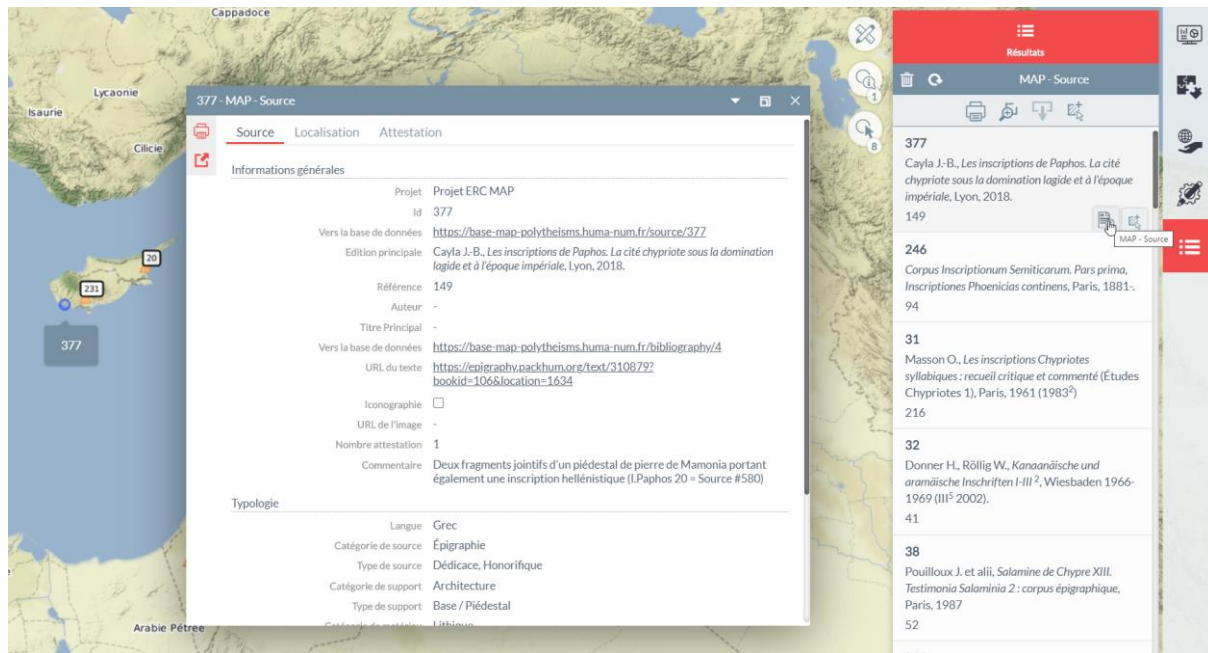 Cappadoce
Lycaonie
Isaurie
Cilicie
20
231
377
Arabie Pétrée
1
8
377 - MAP - Source
Source Localisation Attestation
Informations générales
Projet Projet ERC MAP
Id 377
Vers la base de données https://base-map-polytheisms.huma-num.fr/source/377
Edition principale Cayla J.-B., Les inscriptions de Paphos. La cité chypriote sous la domination
lagide et à l'époque impériale, Lyon, 2018.
Référence 149
Auteur -
Titre Principal -
Vers la base de données https://base-map-polytheisms.huma-num.fr/bibliography/4
URL du texte https://epigraphy.packhum.org/text/310879?
bookid=106&location=1634
Iconographie
URL de l'image -
Nombre attestation 1
Commentaire Deux fragments jointifs d'un piédestal de pierre de Mamonia portant
également une inscription hellénistique (I.Paphos 20 = Source #580)
Typologie
Langue Grec
Catégorie de source Épigraphie
Type de source Dédicace, Honorifique
Catégorie de support Architecture
Type de support Base / Piédestal
Catégorie de matériau Lithique
Résultats
MAP - Source
377
Cayla J.-B., Les inscriptions de Paphos. La cité
chypriote sous la domination lagide et à l'époque
impériale, Lyon, 2018.
149
MAP - Source
246
Corpus Inscriptionum Semiticarum. Pars prima,
Inscriptiones Phoenicias continens, Paris, 1881-.
94
31
Masson O., Les inscriptions Chypriotes
syllabiques : recueil critique et commenté (Études
Chypriotes 1), Paris, 1961 (1983²)
216
32
Donner H., Röllig W., Kanaanäische und
aramäische Inschriften I-III ², Wiesbaden 1966-
1969 (III⁵ 2002).
41
38
Pouilloux J. et alii, Salamine de Chypre XIII.
Testimonia Salaminia 2 : corpus épigraphique,
Paris, 1987
52